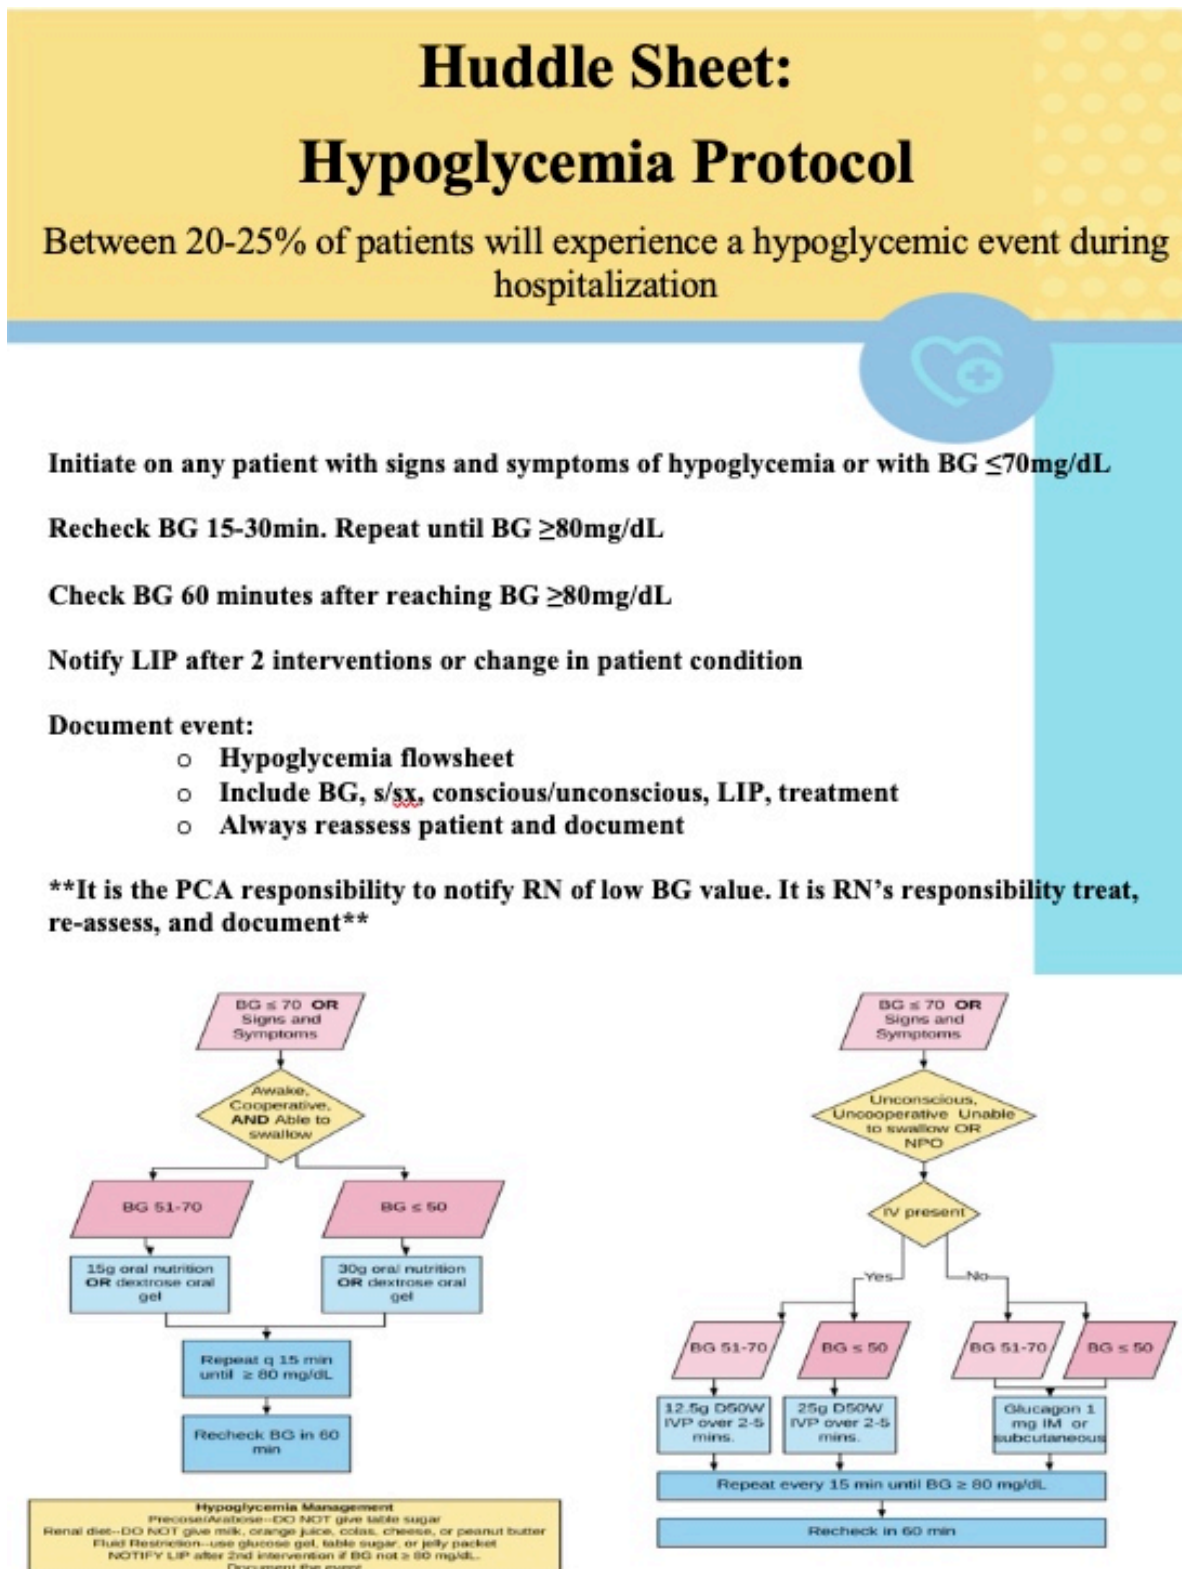 Huddle Sheet:
Hypoglycemia Protocol
Between 20-25% of patients will experience a hypoglycemic event during
hospitalization
Initiate on any patient with signs and symptoms of hypoglycemia or with BG ≤70mg/dL
Recheck BG 15-30min. Repeat until BG ≥80mg/dL
Check BG 60 minutes after reaching BG ≥80mg/dL
Notify LIP after 2 interventions or change in patient condition
Document event:
o Hypoglycemia flowsheet
o Include BG, s/sx, conscious/unconscious, LIP, treatment
o Always reassess patient and document
**It is the PCA responsibility to notify RN of low BG value. It is RN's responsibility treat,
re-assess, and document**
BG ≤ 70 OR
Signs and
Symptoms
Awake,
Cooperative,
AND Able to
swallow
BG 51-70
BG ≤ 50
15g oral nutrition
OR dextrose oral
gel
30g oral nutrition
OR dextrose oral
gel
Repeat q 15 min
until ≥ 80 mg/dL
Recheck BG in 60
min
Hypoglycemia Management
Precose/Arabose--DO NOT give table sugar
Renal diet--DO NOT give milk, orange juice, colas, cheese, or peanut butter
Fluid Restriction--use glucose gel, table sugar, or jelly packet
NOTIFY LIP after 2nd intervention if BG not ≥ 80 mg/dL.
Document the event
BG ≤ 70 OR
Signs and
Symptoms
Unconscious,
Uncooperative Unable
to swallow OR
NPO
IV present
Yes
No
BG 51-70
BG ≤ 50
BG 51-70
BG ≤ 50
12.5g D50W
IVP over 2-5
mins.
25g D50W
IVP over 2-5
mins.
Glucagon 1
mg IM or
subcutaneous
Repeat every 15 min until BG ≥ 80 mg/dL
Recheck in 60 min